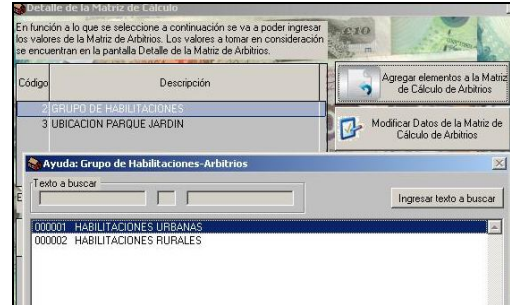 Detalle de la Matriz de Cálculo
En función a lo que se seleccione a continuación se va a poder ingresar
los valores de la Matriz de Arbitrios. Los valores a tomar en consideración
se encuentran en la pantalla Detalle de la Matriz de Arbitrios.
Código Descripción
2 GRUPO DE HABILITACIONES
3 UBICACION PARQUE JARDIN
Agregar elementos a la Matriz
de Cálculo de Arbitrios
Modificar Datos de la Matriz de
Cálculo de Arbitrios
Ayuda: Grupo de Habilitaciones-Arbitrios
Texto a buscar
Ingresar texto a buscar
000001 HABILITACIONES URBANAS
000002 HABILITACIONES RURALES